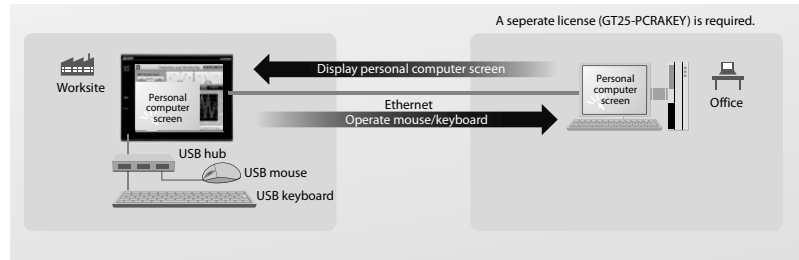 A seperate license (GT25-PCRAKEY) is required.
Worksite
Personal
computer
screen
Display personal computer screen
Ethernet
Operate mouse/keyboard
Personal
computer
screen
Office
USB hub
USB mouse
USB keyboard